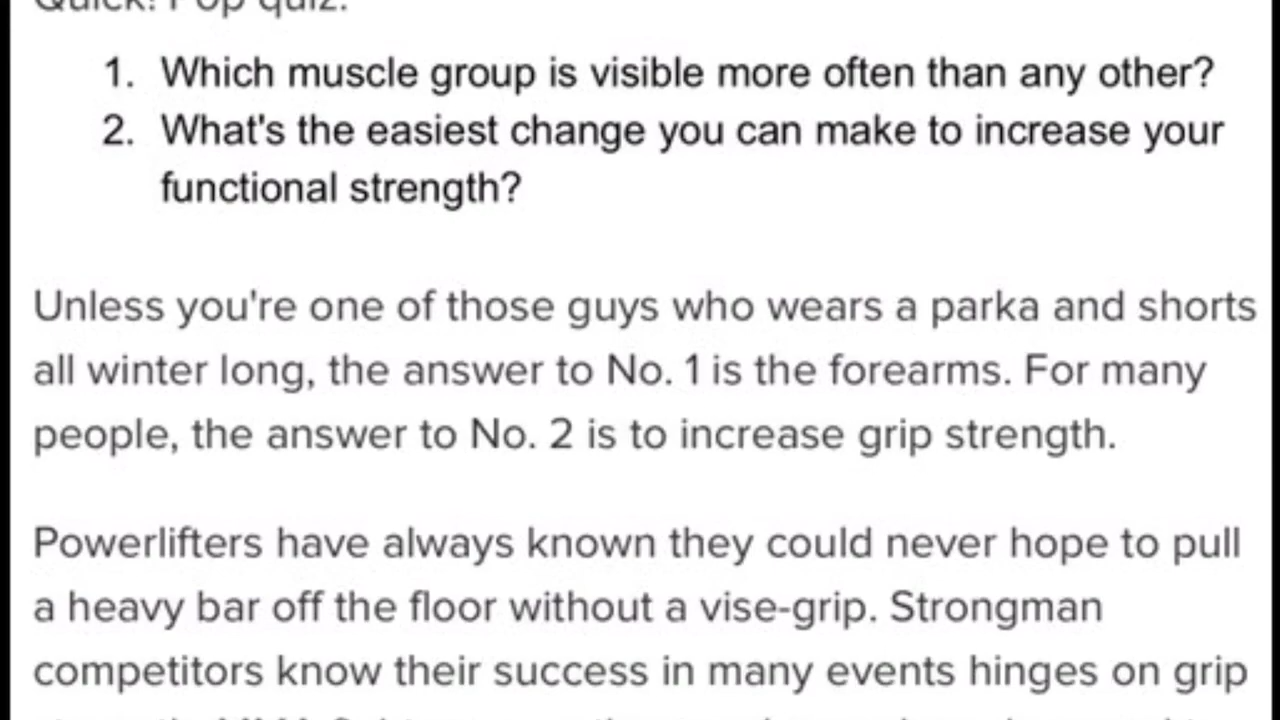 Quick! Pop quiz.
1. Which muscle group is visible more often than any other?
2. What's the easiest change you can make to increase your
functional strength?
Unless you're one of those guys who wears a parka and shorts
all winter long, the answer to No. 1 is the forearms. For many
people, the answer to No. 2 is to increase grip strength.
Powerlifters have always known they could never hope to pull
a heavy bar off the floor without a vise-grip. Strongman
competitors know their success in many events hinges on grip